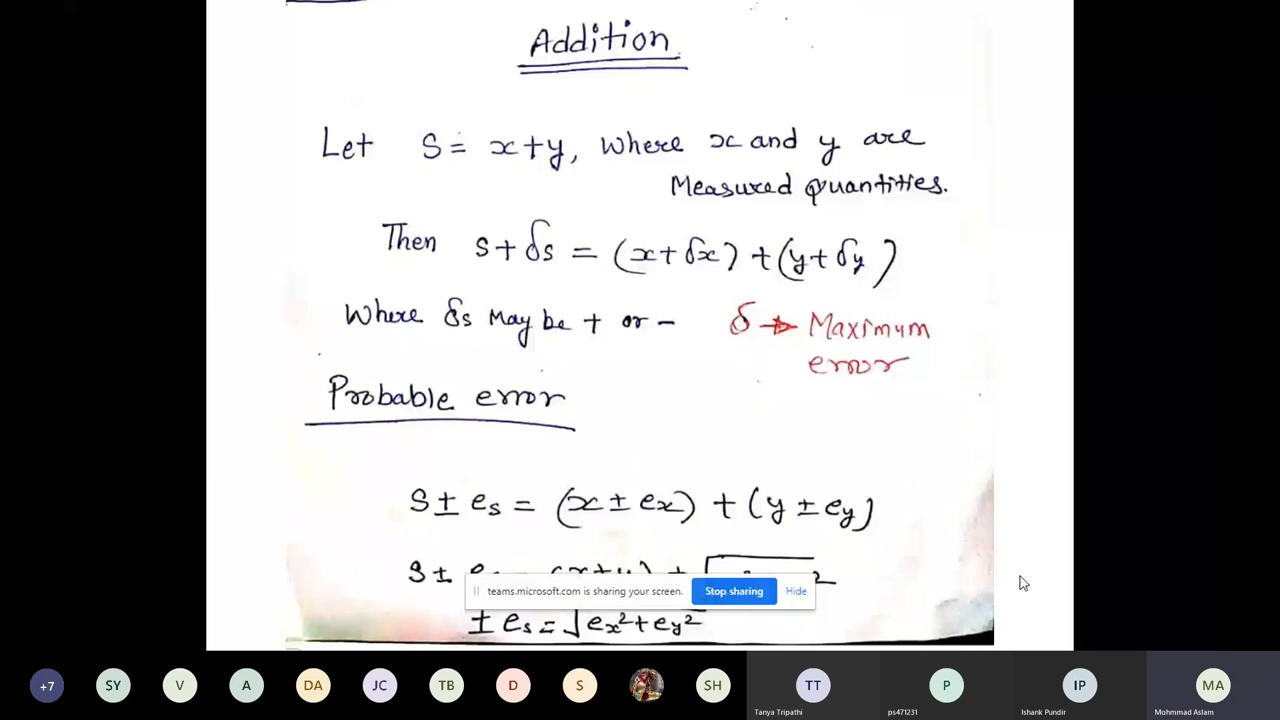 Addition
Let S = x+y, where x and y are
Measured quantities.
Then s+δs = (x+δx)+(y+δy)
Where δs may be + or −
δ → Maximum
error
Probable error
S± es = (x ± ex) + (y ± ey)
S±
teams.microsoft.com is sharing your screen. Stop sharing Hide
± es = √ex²+ey²
+7 SY V A DA JC TB D S SH TT P IP MA
Tanya Tripathi ps471231 Ishank Pundir Mohmmad Aslam